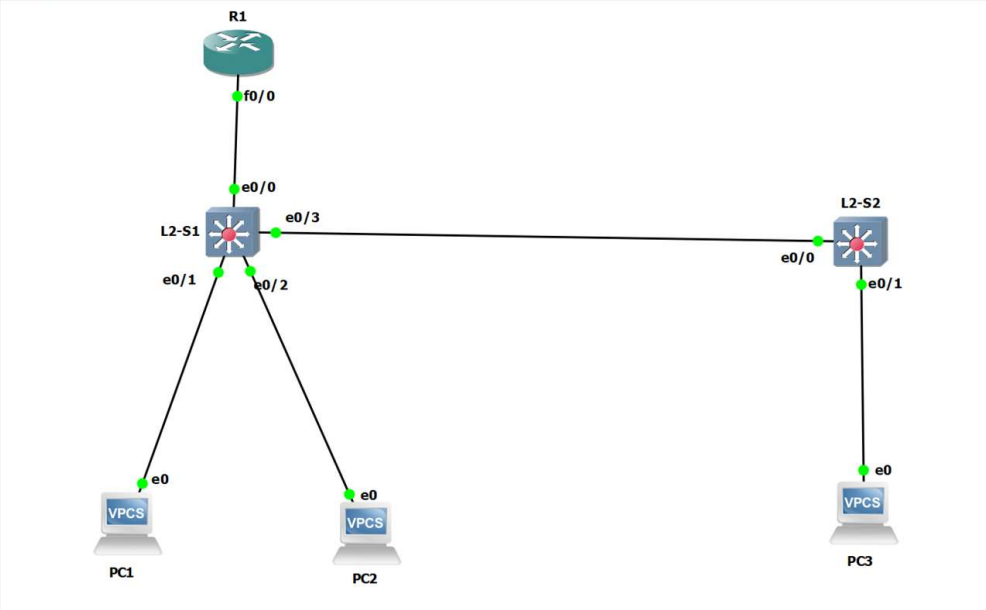 R1
f0/0
e0/0
L2-S1
e0/3
L2-S2
e0/0
e0/1
e0/2
e0/1
e0
e0
e0
VPCS
VPCS
VPCS
PC1
PC2
PC3